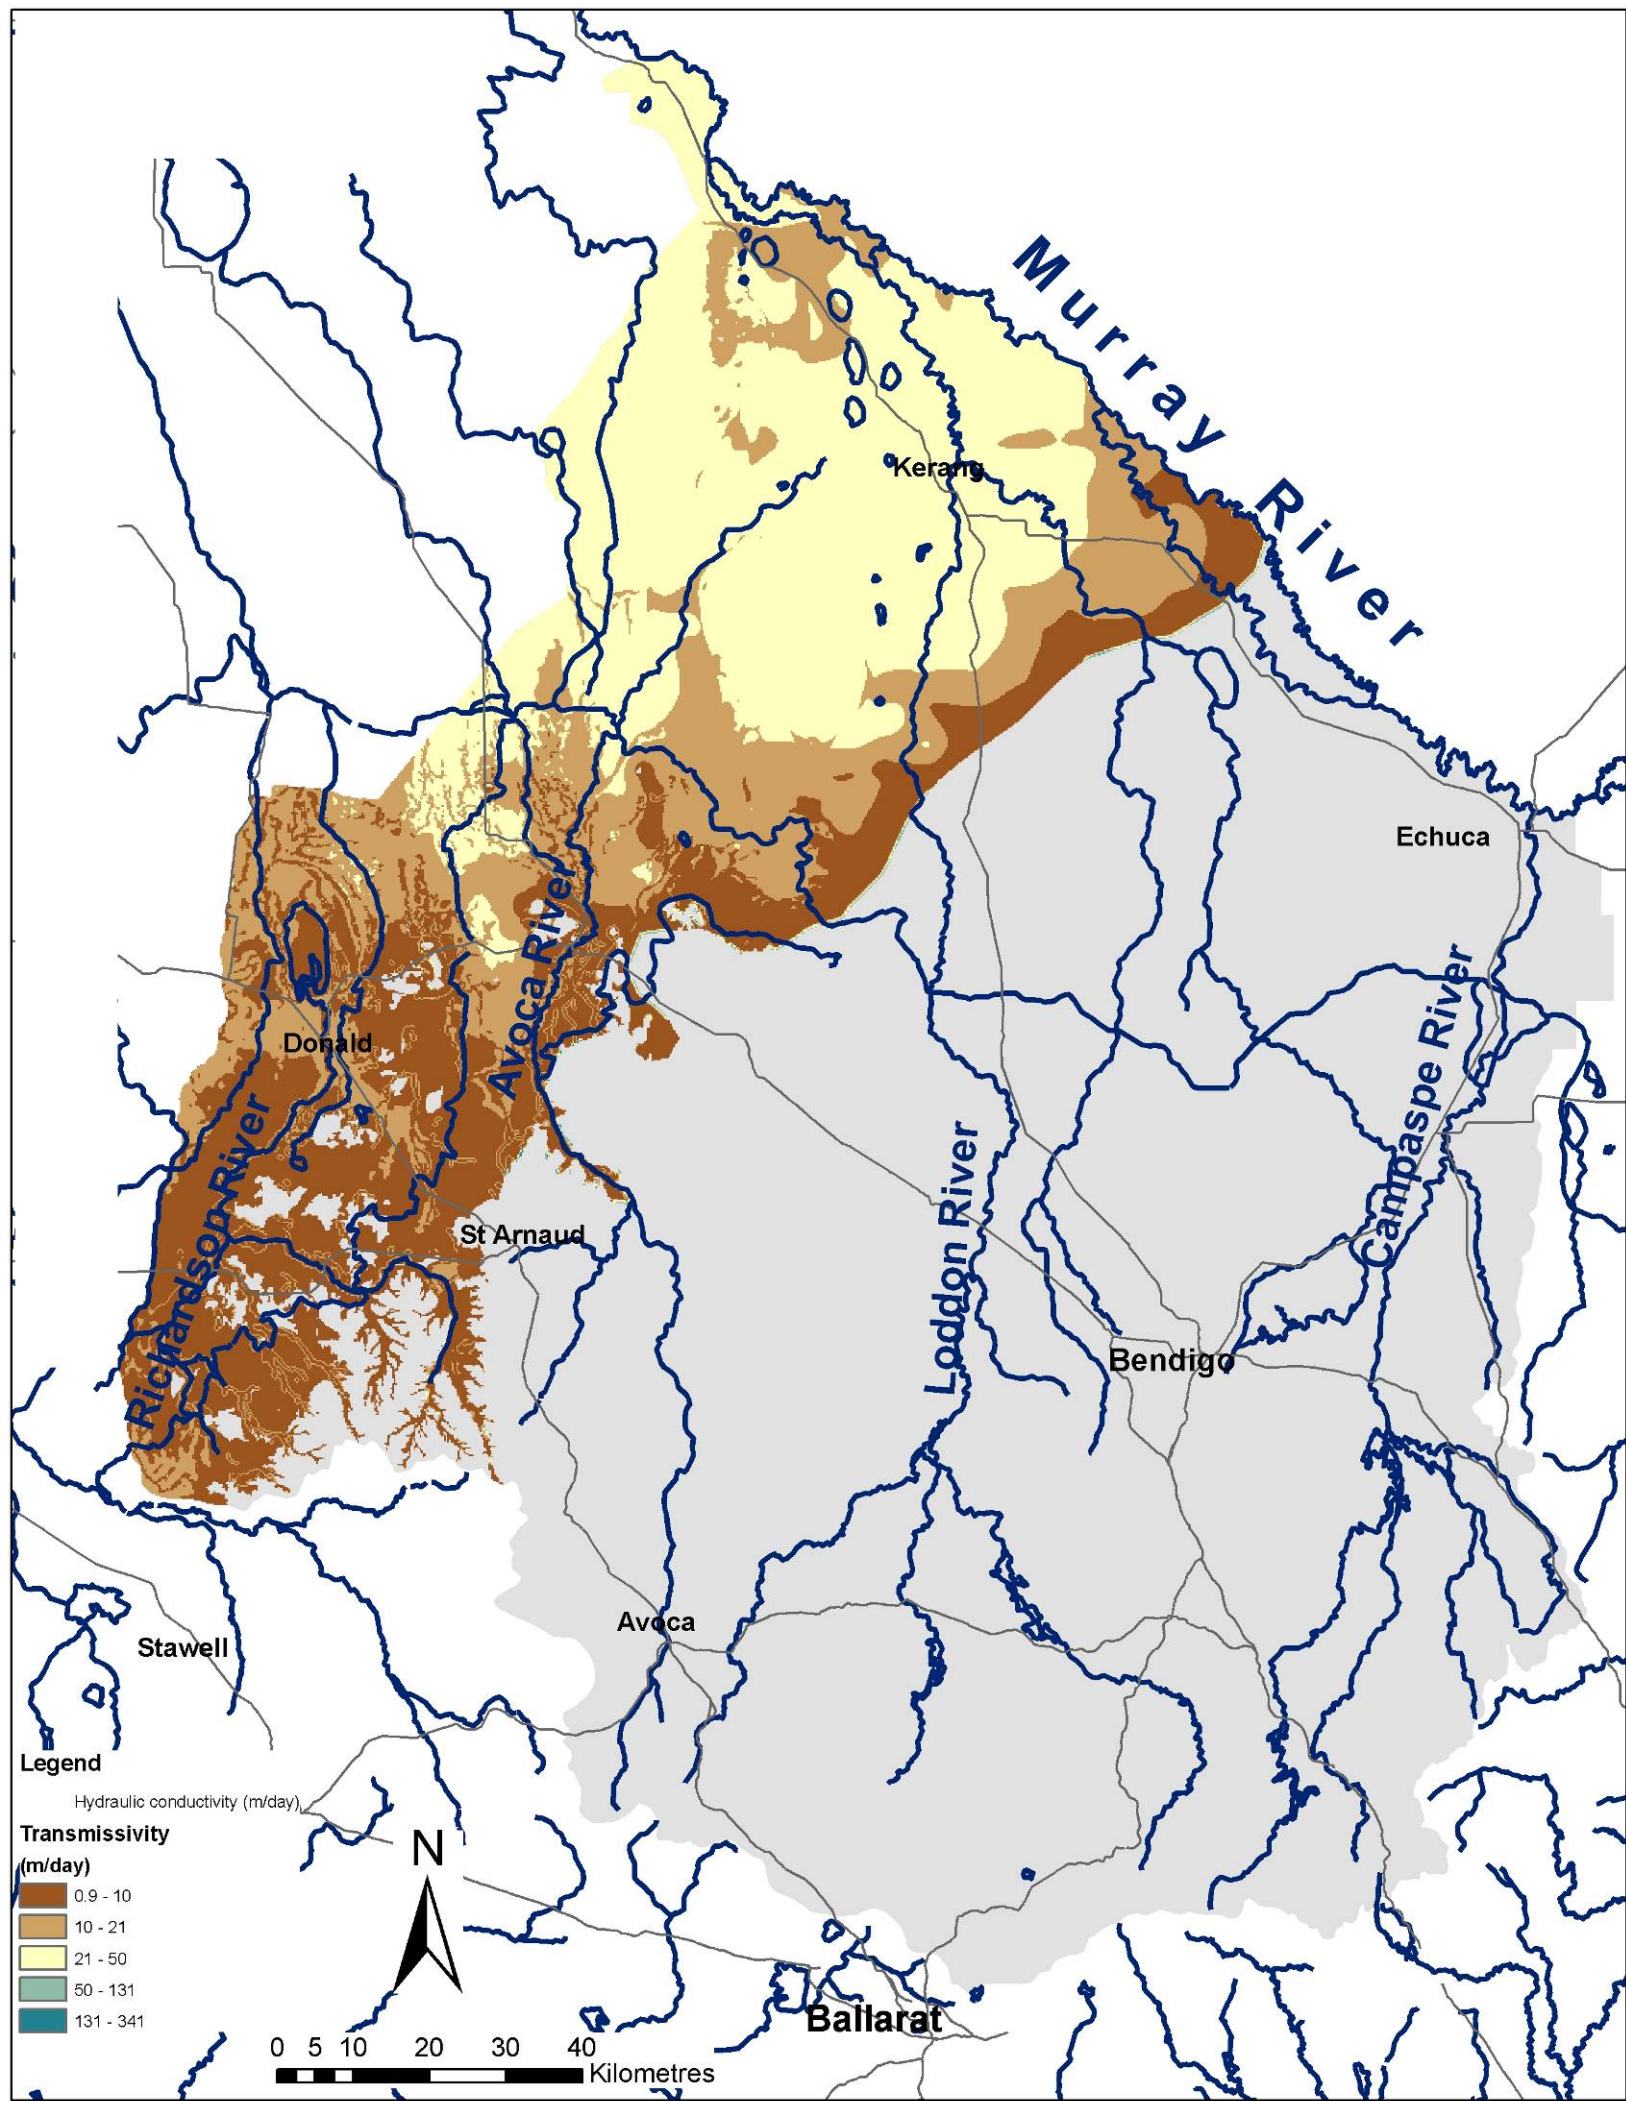 Murray River
Kerang
Echuca
Avoca River
Donald
Campaspe River
Richardson River
Loddon River
St Arnaud
Bendigo
Avoca
Stawell
Legend
Hydraulic conductivity (m/day)
Transmissivity
(m/day)
0.9 - 10
10 - 21
21 - 50
50 - 131
131 - 341
N
Ballarat
0 5 10 20 30 40
Kilometres